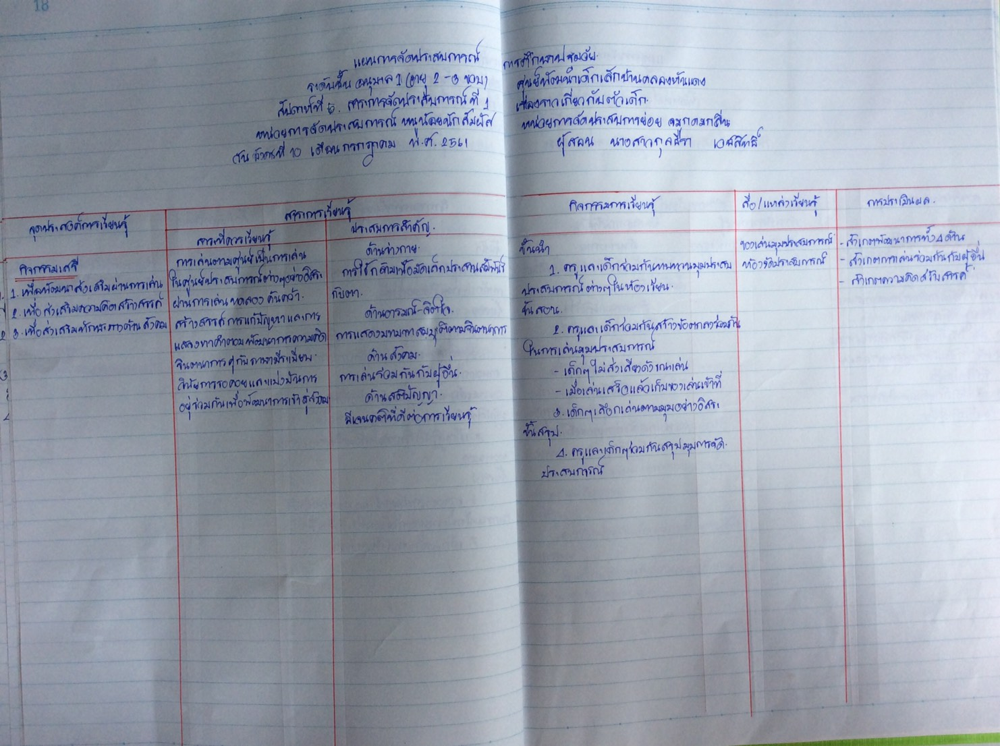 18
แผนการจัดประสบการณ์ การศึกษาปฐมวัย
ระดับชั้น อนุบาล 1 (อายุ 2-3 ขวบ) ศูนย์พัฒนาเด็กเล็กบ้านคลองหันแดง
สัปดาห์ที่ สาระการจัดประสบการณ์ที่ 1 เรื่องราวเกี่ยวกับตัวเด็ก
หน่วยการจัดประสบการณ์ หนูน้อยนักสัมผัส หน่วยการจัดประสบการย่อย จมูกดมกลิ่น
วันอังคารที่ 10 เดือน กรกฎาคม พ.ศ. 2561 ผู้สอน นางสาวกุลธิรา
จุดประสงค์การเรียนรู้
สาระการเรียนรู้
สาระที่ควรเรียนรู้
ประสบการสำคัญ.
กิจกรรมการเรียนรู้
สื่อ/แหล่งเรียนรู้
การประเมินผล.
กิจกรรมเสรี
1. เพื่อพัฒนาส่งเสริมผ่านการเล่น
2. เพื่อส่งเสริมความคิดสร้างสรรค์
3. เพื่อส่งเสริมทักษะทางด้านสังคม
การเล่นตามศูนย์เป็นการเล่น
ในศูนย์ประสบการณ์ต่างๆอย่างอิสระ
ผ่านการเล่น ทดลอง ค้นคว้า.
สร้างสรรค์การแก้ปัญหาและการ
แสดงหาคำตอบพัฒนาการความคิด
จินตนาการคู่กับภาษามีระเบียบ.
วินัยการรอคอยและแบ่งปันการ
อยู่ร่วมกันเพื่อพัฒนาการเข้าสู่สังคม
ด้านร่างกาย.
การใช้กล้ามเนื้อมัดเล็กประสานสัมพันธ์
กับตา.
ด้านอารมณ์-จิตใจ.
การแสดงบทบาทสมมุติตามจินตนาการ
ด้านสังคม.
การเล่นร่วมกันกับผู้อื่น.
ด้านสติปัญญา.
มีเจนคติที่ดีต่อการเรียนรู้
ขั้นนำ
1. ครูและเด็กร่วมกันทบทวนมุมประสบ
ประสบการณ์ต่างๆในห้องเรียน.
ขั้นสอน.
2. ครูและเด็กร่วมกันสร้างข้อตกลงร่วมกัน
ในการเล่นมุมประสบการณ์
- เด็กๆไม่ส่งเสียงดังขณะเล่น
- เมื่อเล่นเสร็จแล้วเก็บของเล่นเข้าที่
3. เด็กๆเลือกเล่นตามมุมอย่างอิสระ
ขั้นสรุป.
4. ครูและเด็กๆร่วมกันสรุปมุมการจัด
ประสบการณ์
ของเล่นมุมประสบการณ์
ห้องจัดประสบการณ์
- สังเกตพัฒนาการทั้ง 4 ด้าน
- สังเกตการเล่นร่วมกันกับผู้อื่น
- สังเกตความคิดสร้างสรรค์